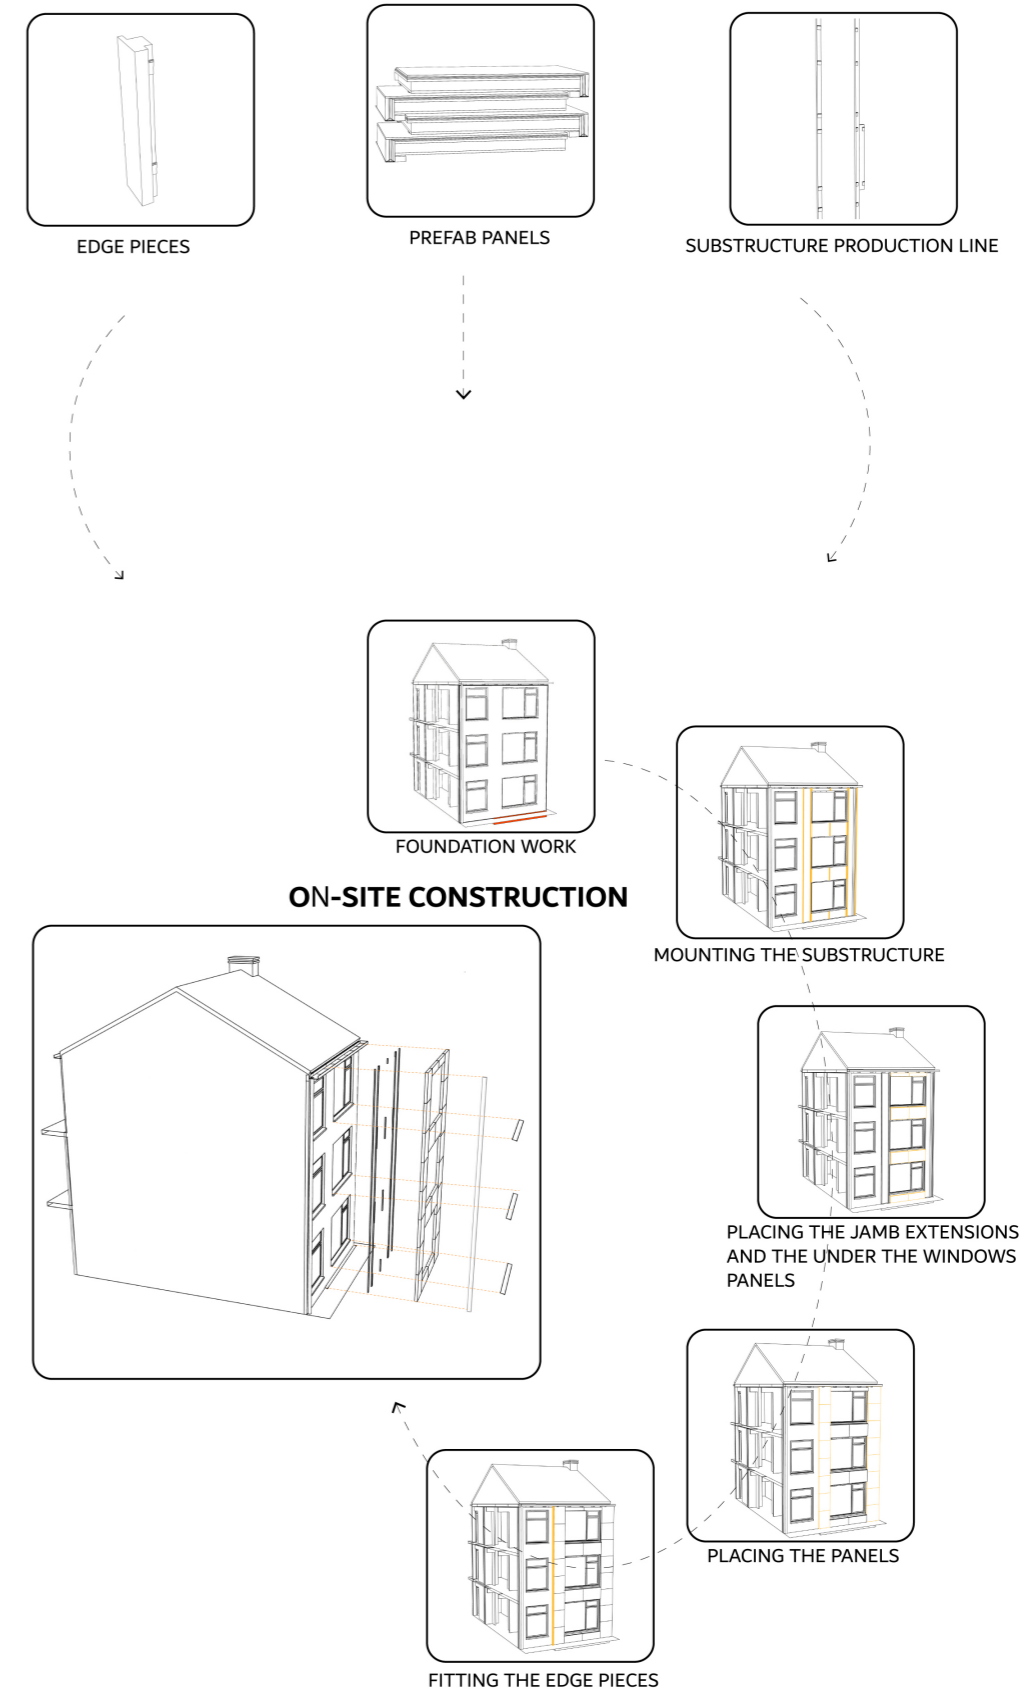 EDGE PIECES
PREFAB PANELS
SUBSTRUCTURE PRODUCTION LINE
FOUNDATION WORK
ON-SITE CONSTRUCTION
MOUNTING THE SUBSTRUCTURE
PLACING THE JAMB EXTENSIONS
AND THE UNDER THE WINDOWS
PANELS
PLACING THE PANELS
FITTING THE EDGE PIECES